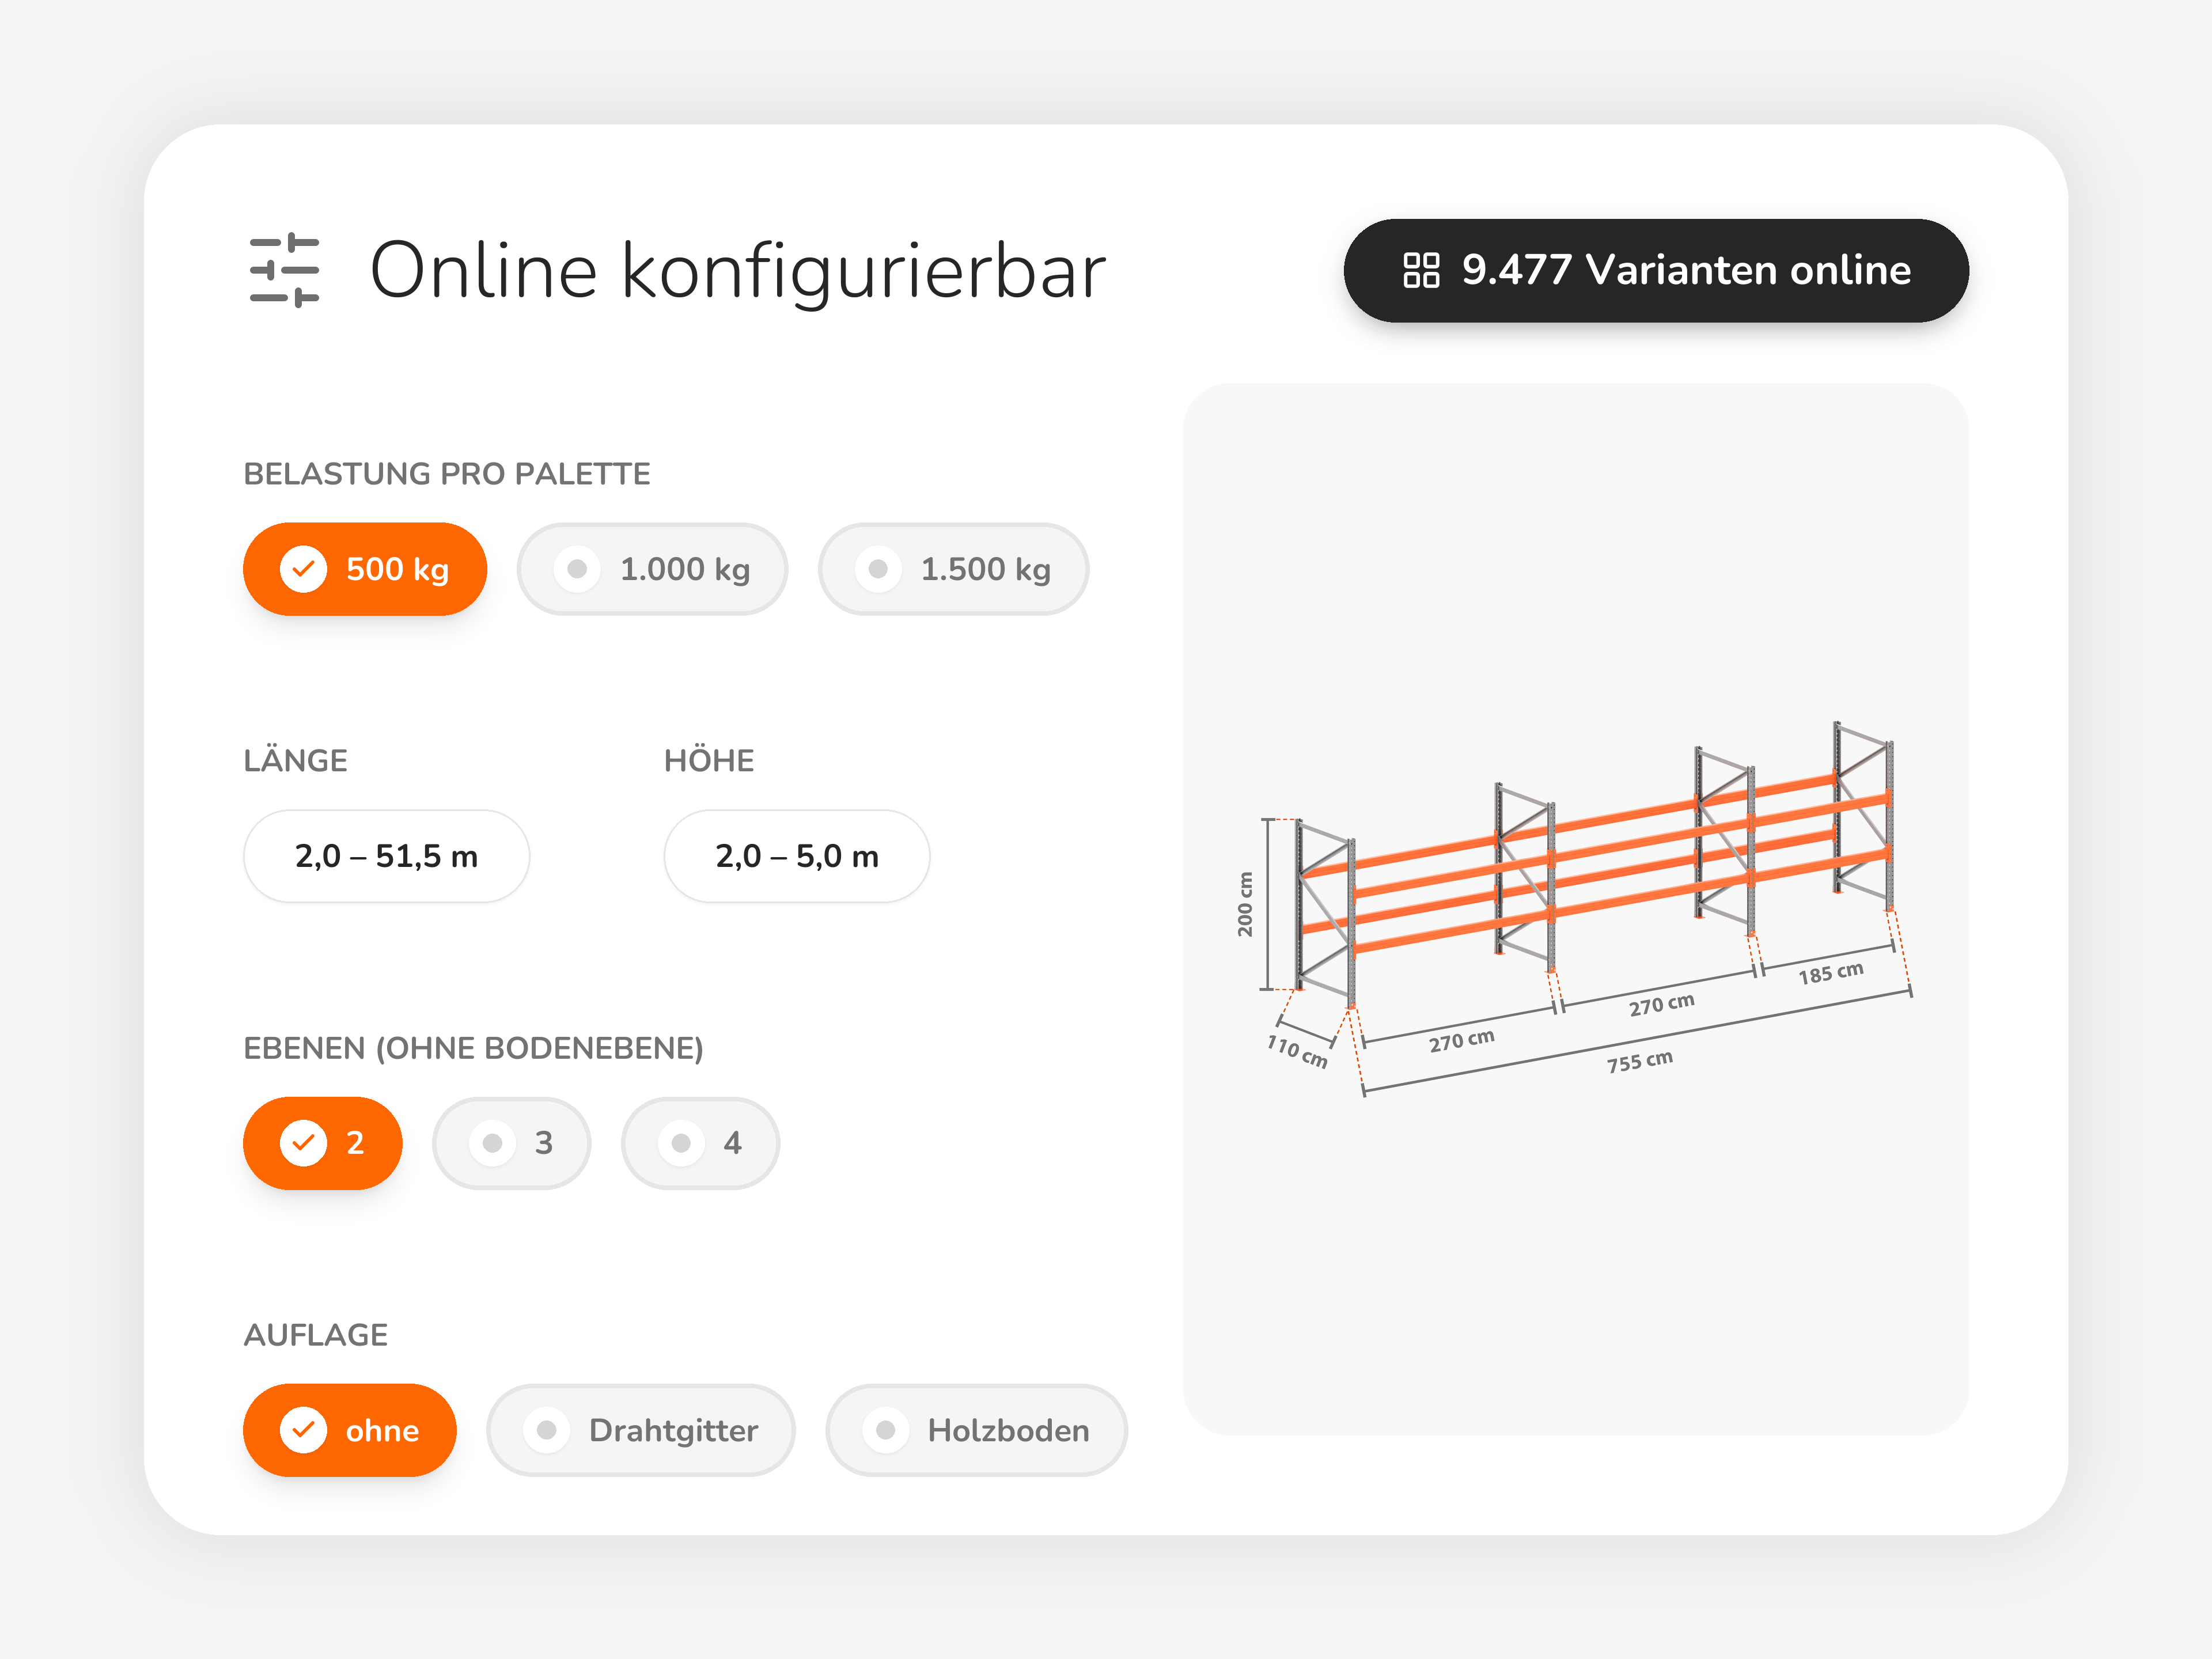 Online konfigurierbar
9.477 Varianten online
BELASTUNG PRO PALETTE
500 kg
1.000 kg
1.500 kg
LÄNGE
HÖHE
2,0 – 51,5 m
2,0 – 5,0 m
EBENEN (OHNE BODENEBENE)
2
3
4
AUFLAGE
ohne
Drahtgitter
Holzboden
200 cm
110 cm
270 cm
270 cm
185 cm
755 cm